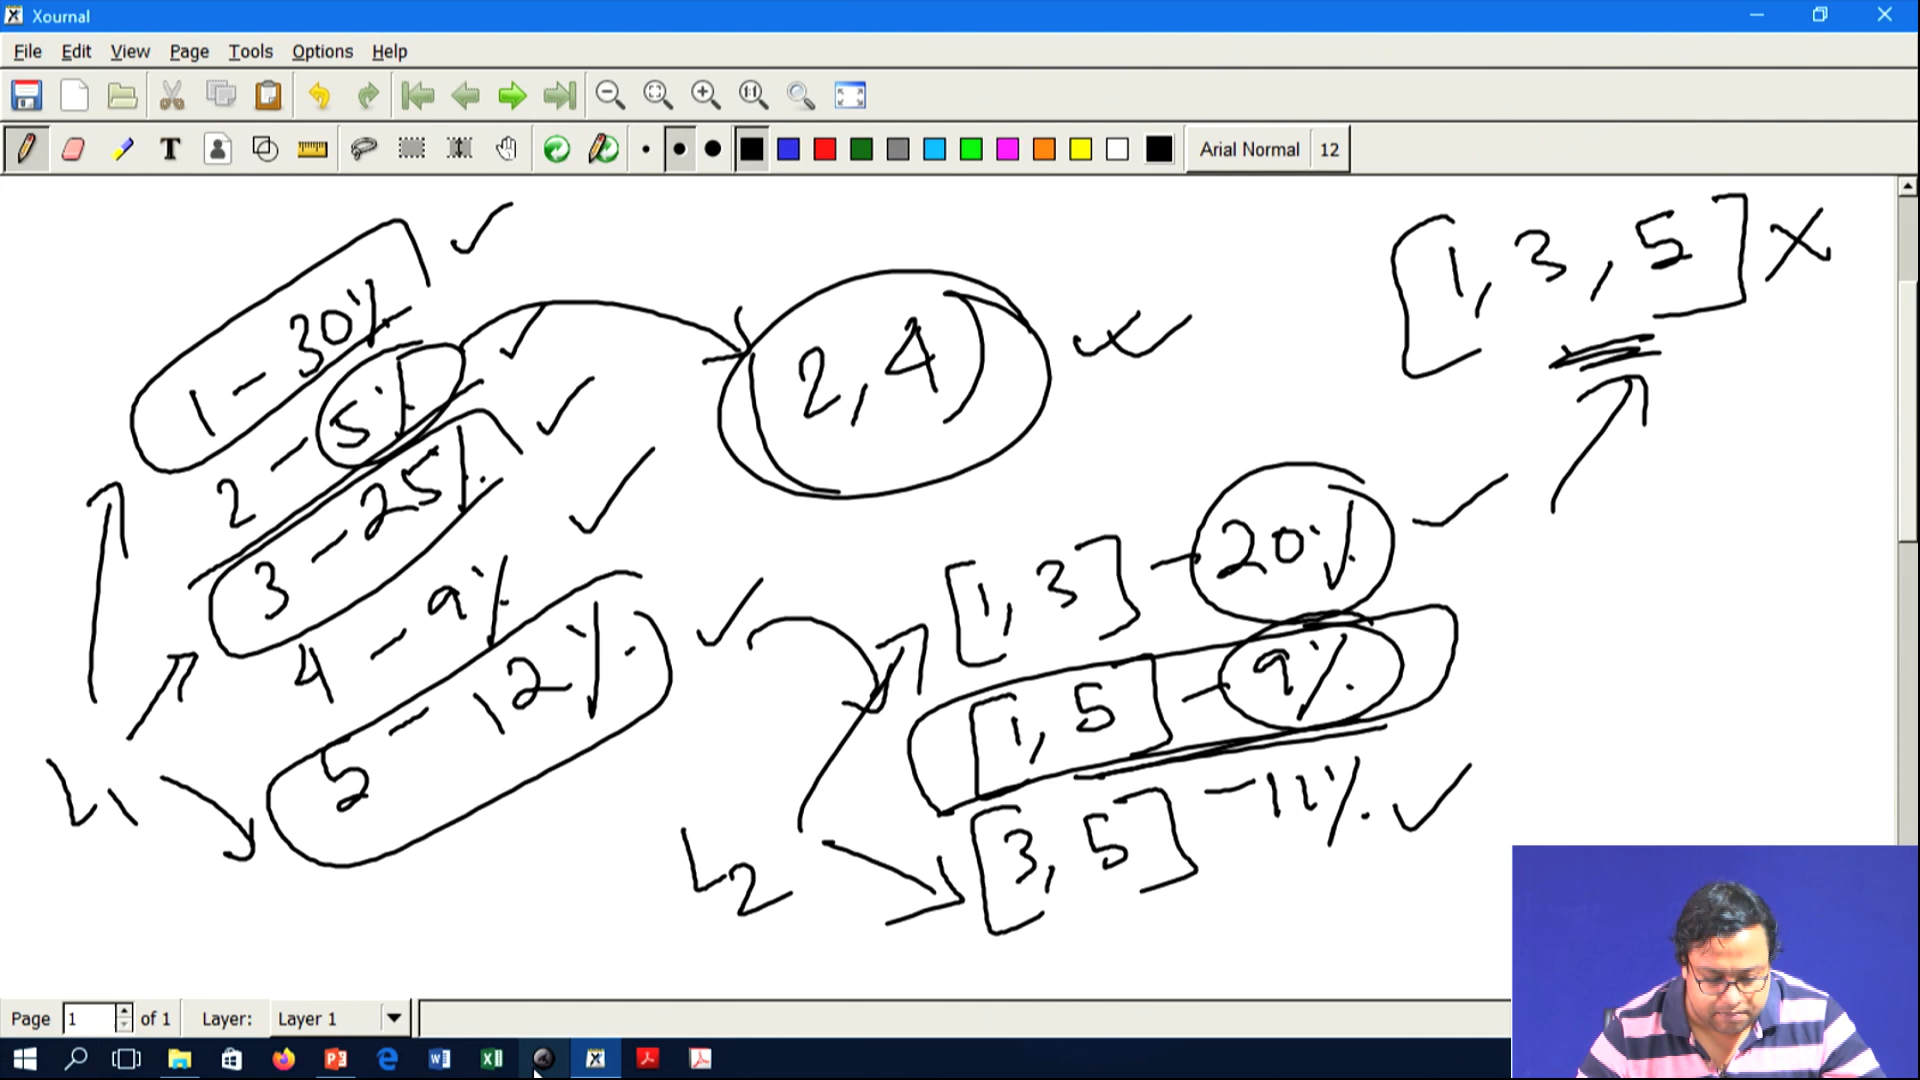 Xournal
File Edit View Page Tools Options Help
Arial Normal 12
1 - 30%
2 - 5%
3 - 25%
4 - 9%
5 - 12%
L1
(2, 4)
[1, 3, 5] X
[1, 3] - 20%
[1, 5] - 9%
[3, 5] - 11%
L2
Page 1 of 1 Layer: Layer 1